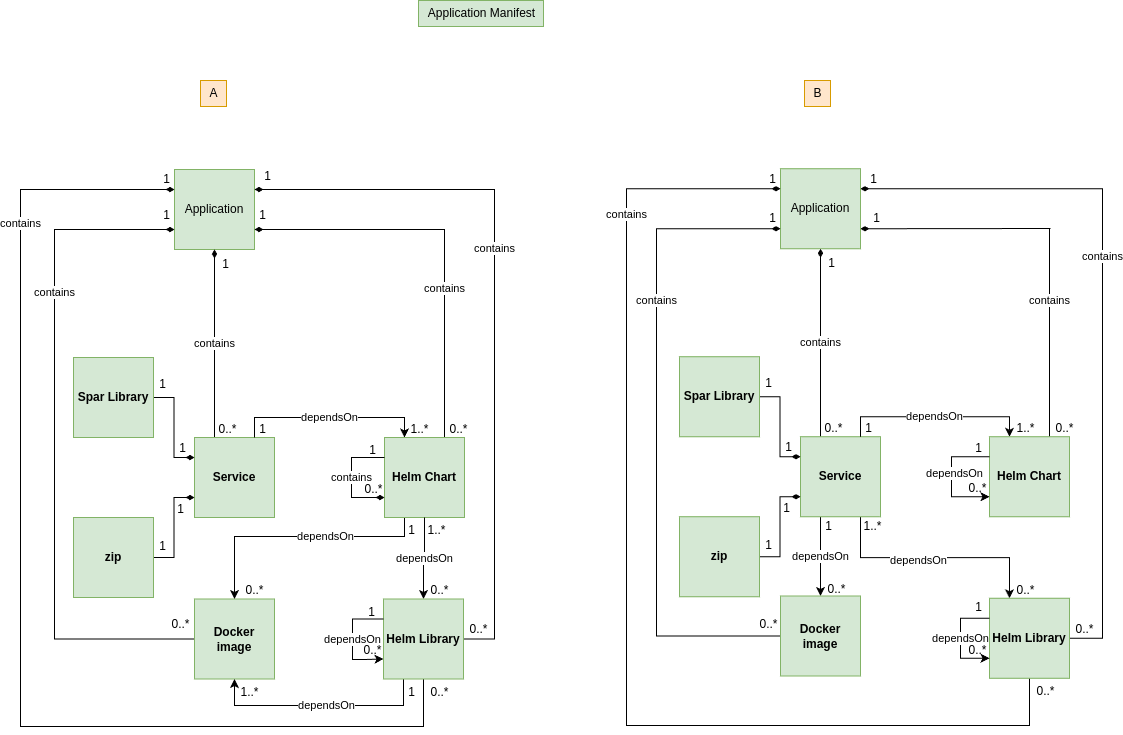 Application Manifest
A
B
1
1
1
1
Application
1
1
1
1
Application
contains
contains
contains
contains
1
1
contains
contains
contains
contains
contains
contains
Spar Library
1
Spar Library
1
dependsOn
dependsOn
0..*
1
1..*
0..*
0..*
1
1..*
0..*
1
1
1
1
contains
0..*
dependsOn
0..*
Service
Helm Chart
Service
Helm Chart
1
1
zip
1
zip
1
1
1..*
1
1..*
dependsOn
dependsOn
dependsOn
dependsOn
0..*
0..*
0..*
0..*
0..*
Docker
image
1
dependsOn
0..*
Helm Library
0..*
0..*
Docker
image
1
dependsOn
0..*
Helm Library
0..*
1..*
1
0..*
0..*
dependsOn